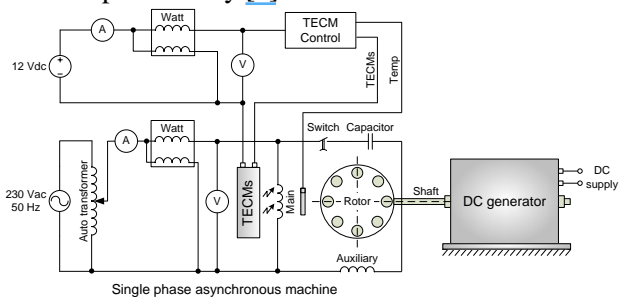 Watt
A
TECM
Control
12 Vdc
V
TECMs
Temp
Watt
A
Switch Capacitor
230 Vac
50 Hz
Auto transformer
V
TECMs
Main
Rotor
Shaft
DC generator
DC
supply
Auxiliary
Single phase asynchronous machine